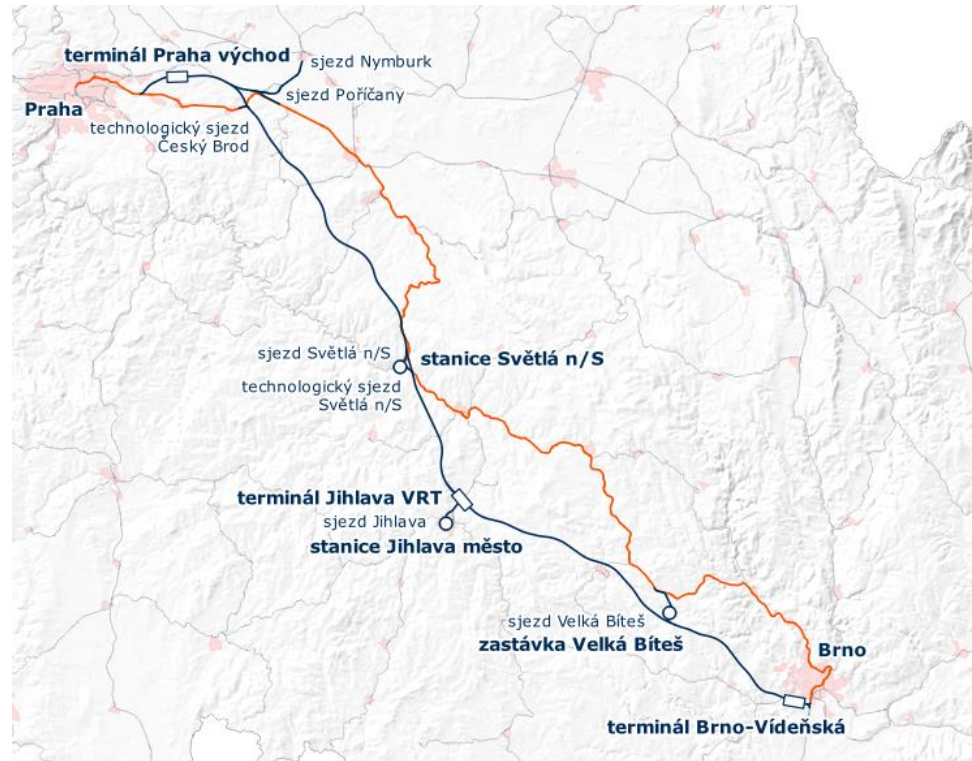 terminál Praha východ
sjezd Nymburk
sjezd Poříčany
Praha
technologický sjezd
Český Brod
sjezd Světlá n/S
stanice Světlá n/S
technologický sjezd
Světlá n/S
terminál Jihlava VRT
sjezd Jihlava
stanice Jihlava město
sjezd Velká Bíteš
zastávka Velká Bíteš
Brno
terminál Brno-Vídeňská